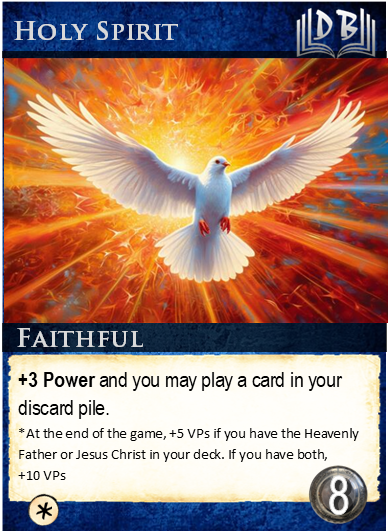 Holy Spirit
DB
Faithful
+3 Power and you may play a card in your
discard pile.
*At the end of the game, +5 VPs if you have the Heavenly
Father or Jesus Christ in your deck. If you have both,
+10 VPs
*
8